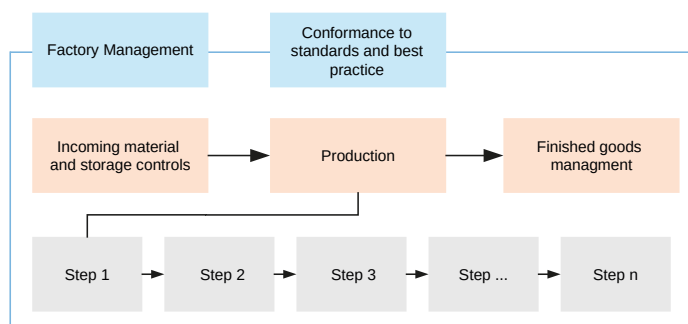 Factory Management
Conformance to
standards and best
practice
Incoming material
and storage controls
Production
Finished goods
managment
Step 1
Step 2
Step 3
Step ...
Step n